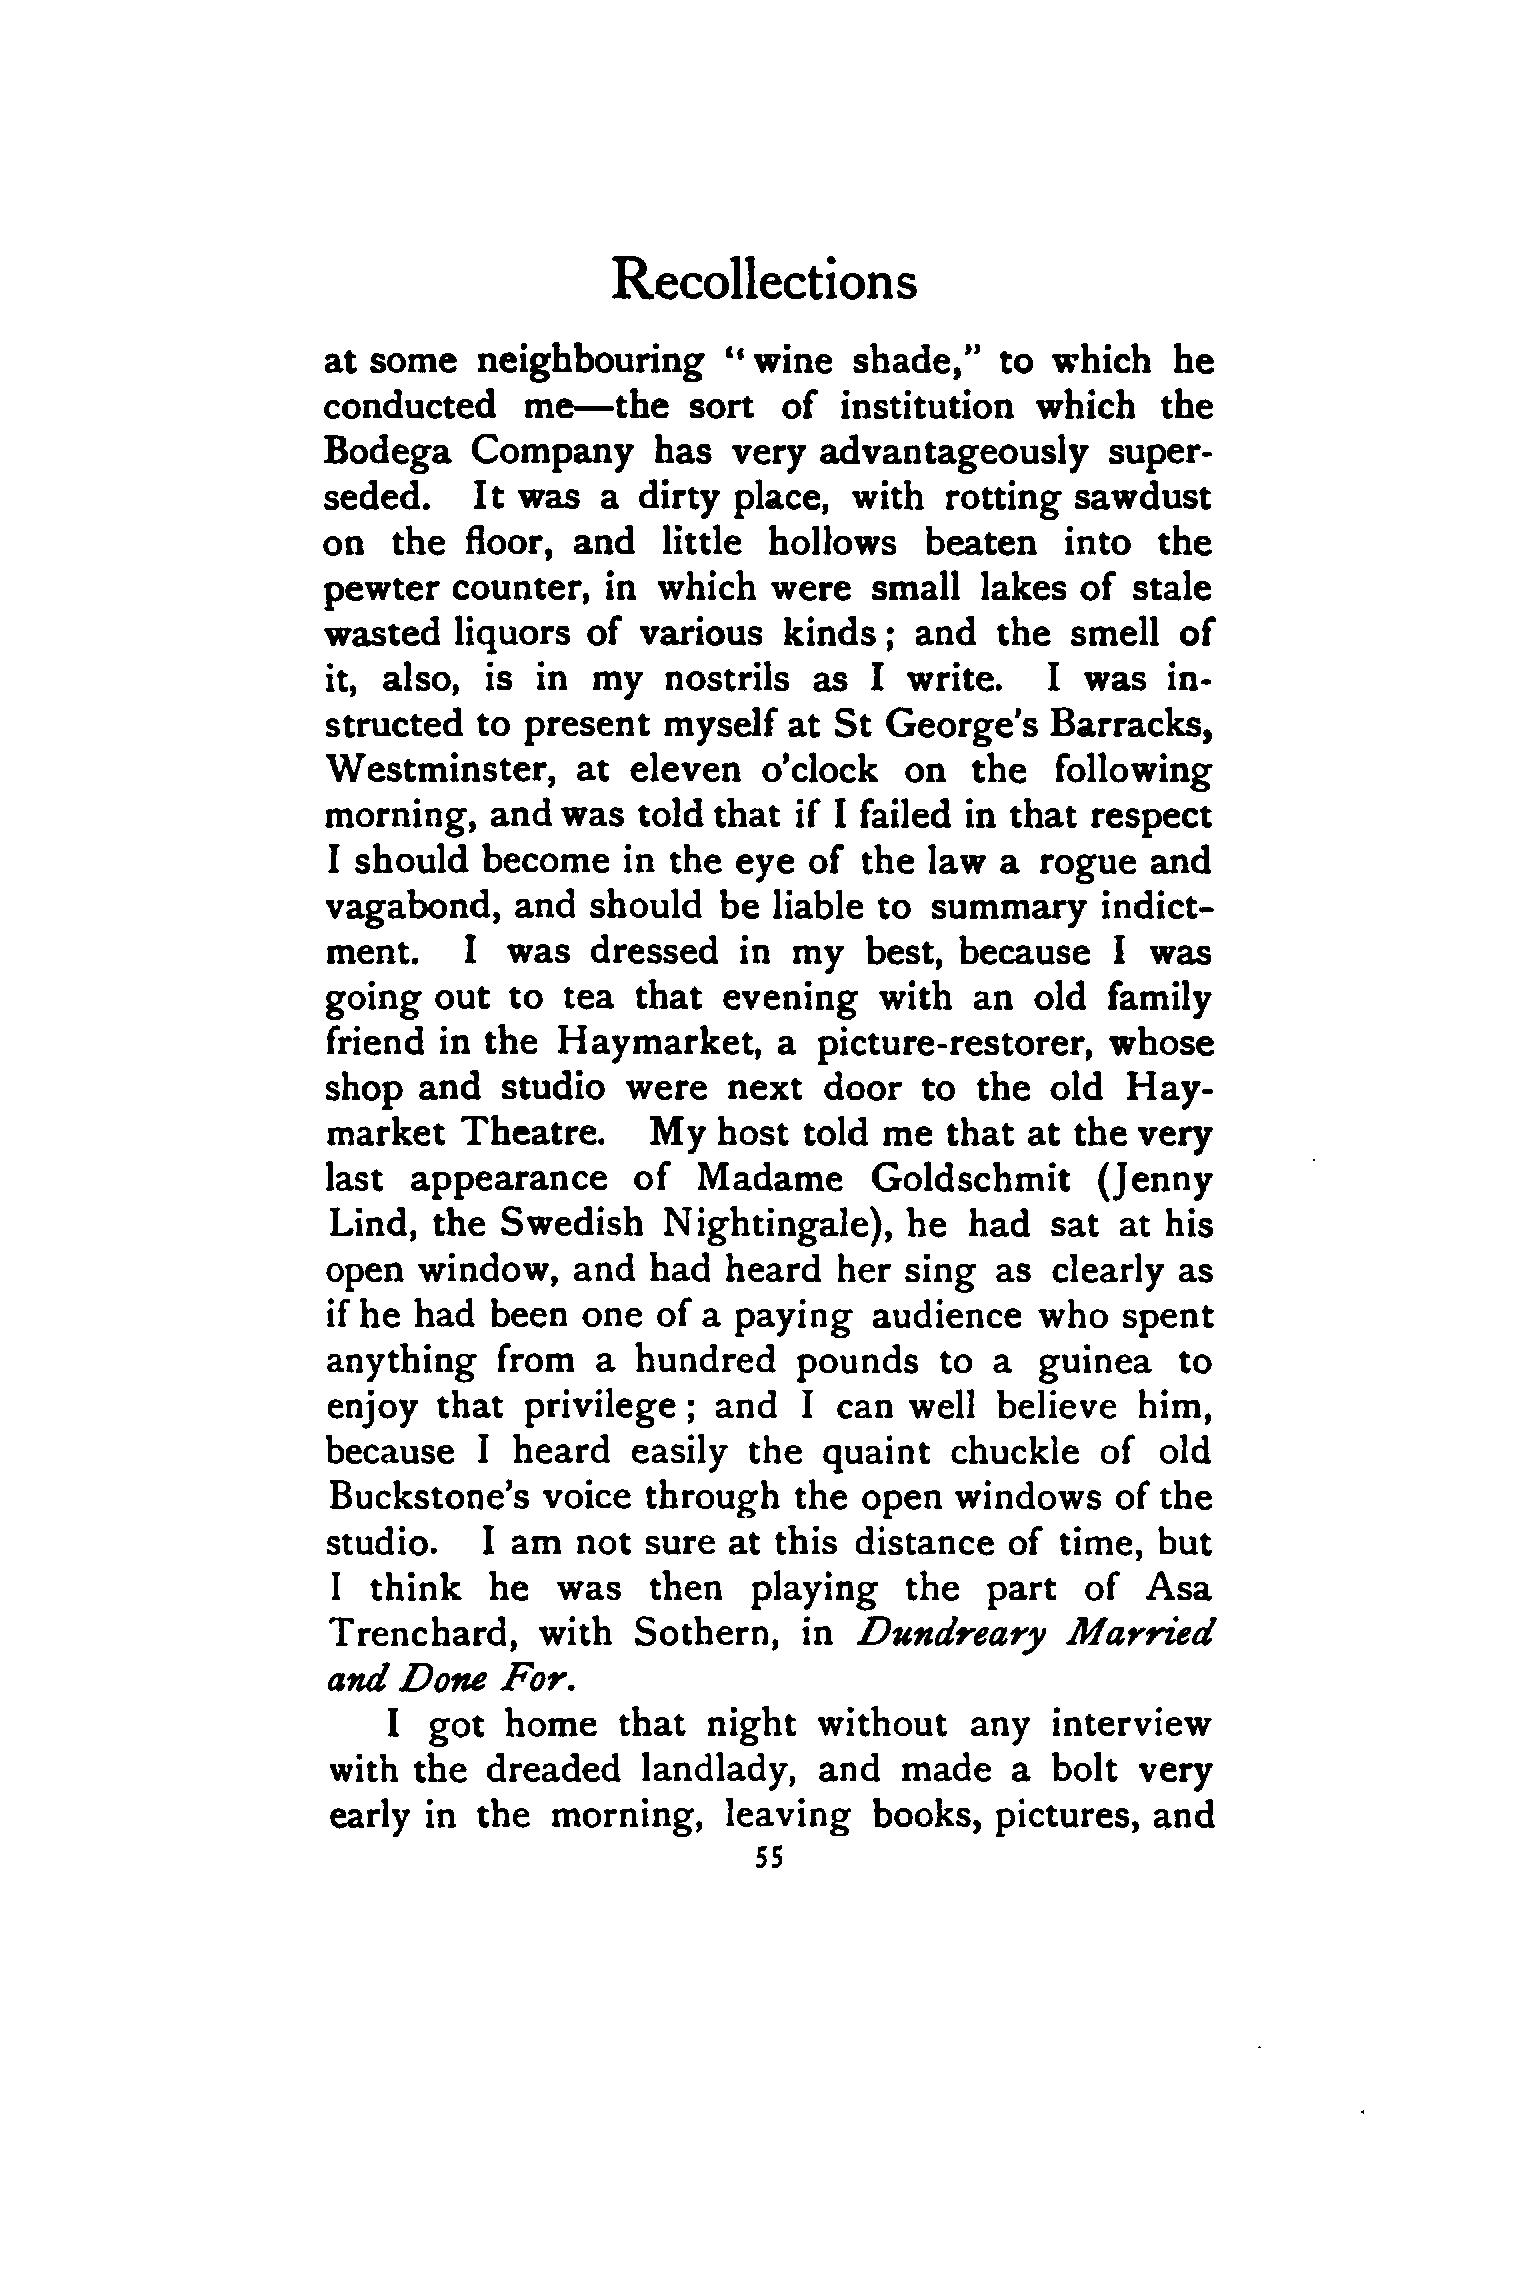 Recollections
at some neighbouring "wine shade," to which he
conducted me—the sort of institution which the
Bodega Company has very advantageously super-
seded. It was a dirty place, with rotting sawdust
on the floor, and little hollows beaten into the
pewter counter, in which were small lakes of stale
wasted liquors of various kinds; and the smell of
it, also, is in my nostrils as I write. I was in-
structed to present myself at St George's Barracks,
Westminster, at eleven o'clock on the following
morning, and was told that if I failed in that respect
I should become in the eye of the law a rogue and
vagabond, and should be liable to summary indict-
ment. I was dressed in my best, because I was
going out to tea that evening with an old family
friend in the Haymarket, a picture-restorer, whose
shop and studio were next door to the old Hay-
market Theatre. My host told me that at the very
last appearance of Madame Goldschmit (Jenny
Lind, the Swedish Nightingale), he had sat at his
open window, and had heard her sing as clearly as
if he had been one of a paying audience who spent
anything from a hundred pounds to a guinea to
enjoy that privilege; and I can well believe him,
because I heard easily the quaint chuckle of old
Buckstone's voice through the open windows of the
studio. I am not sure at this distance of time, but
I think he was then playing the part of Asa
Trenchard, with Sothern, in Dundreary Married
and Done For.
I got home that night without any interview
with the dreaded landlady, and made a bolt very
early in the morning, leaving books, pictures, and
55